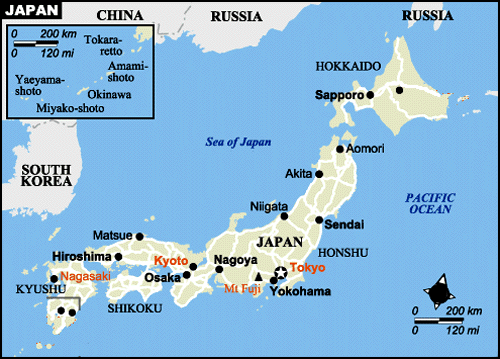 JAPAN
CHINA
RUSSIA
RUSSIA
0 200 km
0 120 mi
Tokara-
retto
Amami-
shoto
Yaeyama-
shoto
Okinawa
Miyako-shoto
HOKKAIDO
Sapporo
Sea of Japan
Aomori
SOUTH
KOREA
Akita
PACIFIC
OCEAN
Niigata
Sendai
Matsue
JAPAN
HONSHU
Hiroshima
Kyoto
Nagoya
Tokyo
Nagasaki
Osaka
Mt Fuji
Yokohama
KYUSHU
SHIKOKU
0 200 km
0 120 mi